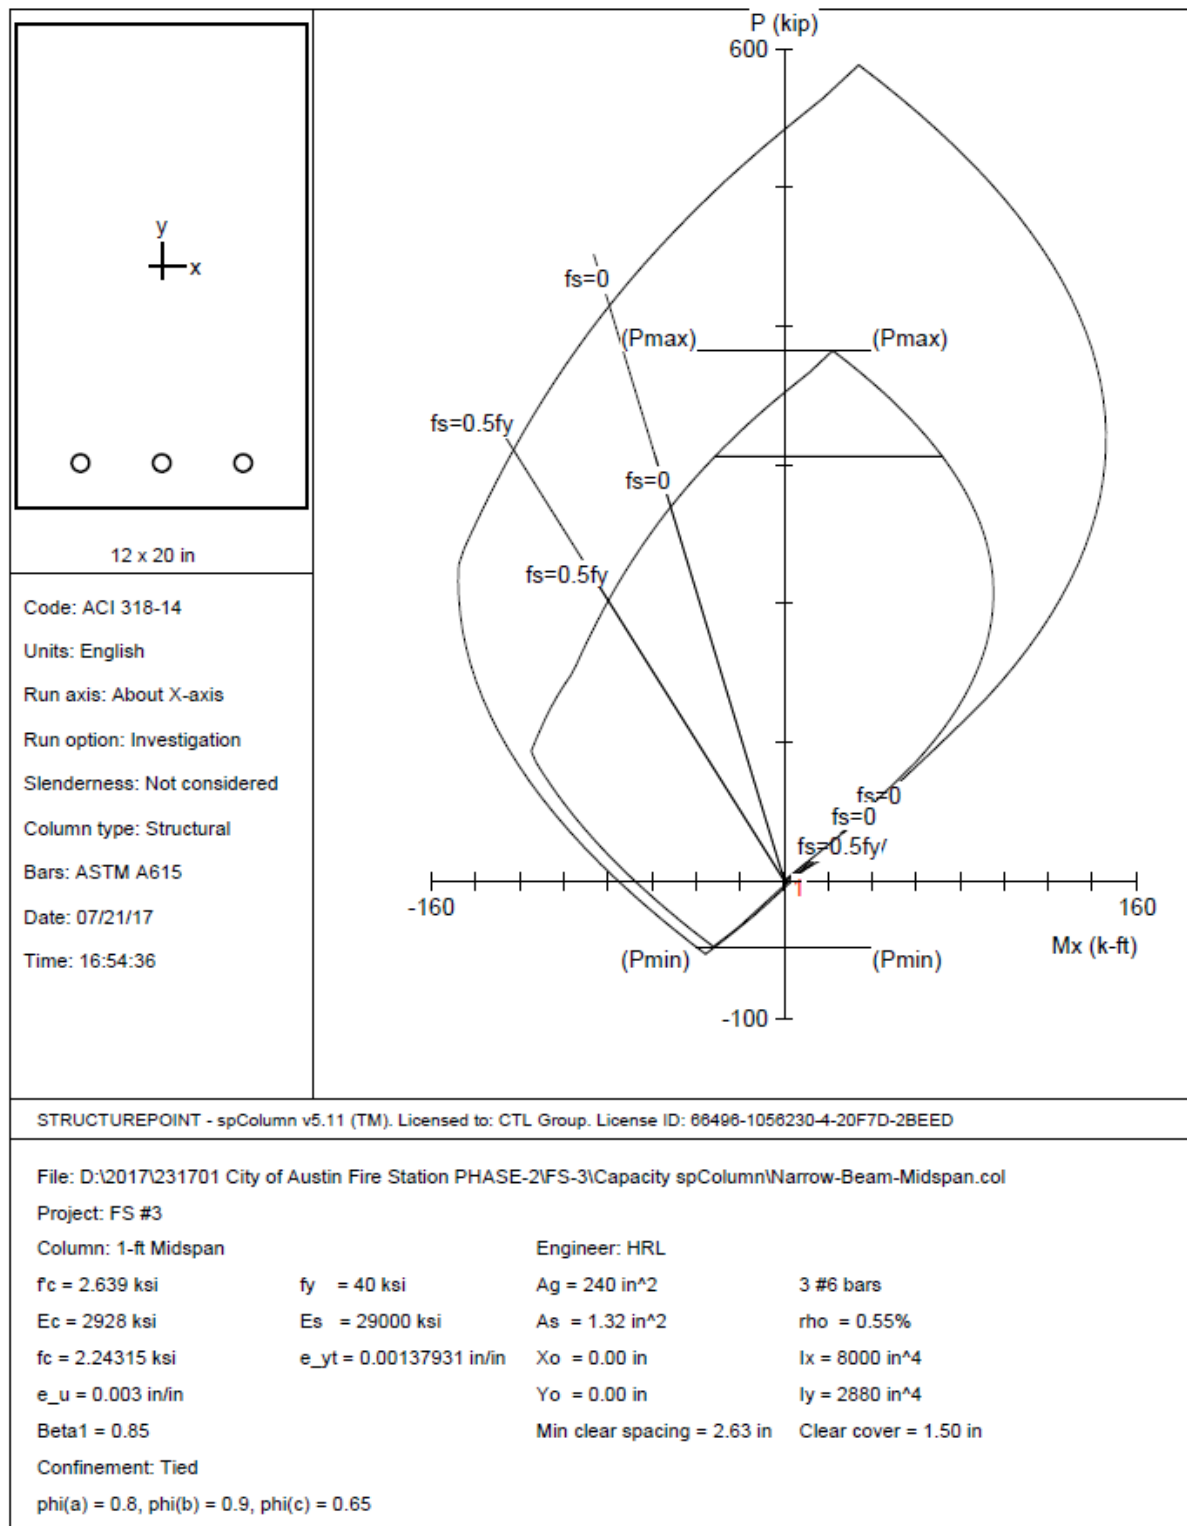 P (kip)
600
y
x
fs=0
(Pmax)
(Pmax)
fs=0.5fy
fs=0
12 x 20 in
fs=0.5fy
Code: ACI 318-14
Units: English
Run axis: About X-axis
Run option: Investigation
Slenderness: Not considered
Column type: Structural
Bars: ASTM A615
Date: 07/21/17
Time: 16:54:36
fs=0
fs=0
fs=0.5fy
1
-160
160
Mx (k-ft)
(Pmin)
(Pmin)
-100
STRUCTUREPOINT - spColumn v5.11 (TM). Licensed to: CTL Group. License ID: 66496-1056230-4-20F7D-2BEED
File: D:\2017\231701 City of Austin Fire Station PHASE-2\FS-3\Capacity spColumn\Narrow-Beam-Midspan.col
Project: FS #3
Column: 1-ft Midspan Engineer: HRL
f'c = 2.639 ksi fy = 40 ksi Ag = 240 in^2 3 #6 bars
Ec = 2928 ksi Es = 29000 ksi As = 1.32 in^2 rho = 0.55%
fc = 2.24315 ksi e_yt = 0.00137931 in/in Xo = 0.00 in Ix = 8000 in^4
e_u = 0.003 in/in Yo = 0.00 in Iy = 2880 in^4
Beta1 = 0.85 Min clear spacing = 2.63 in Clear cover = 1.50 in
Confinement: Tied
phi(a) = 0.8, phi(b) = 0.9, phi(c) = 0.65